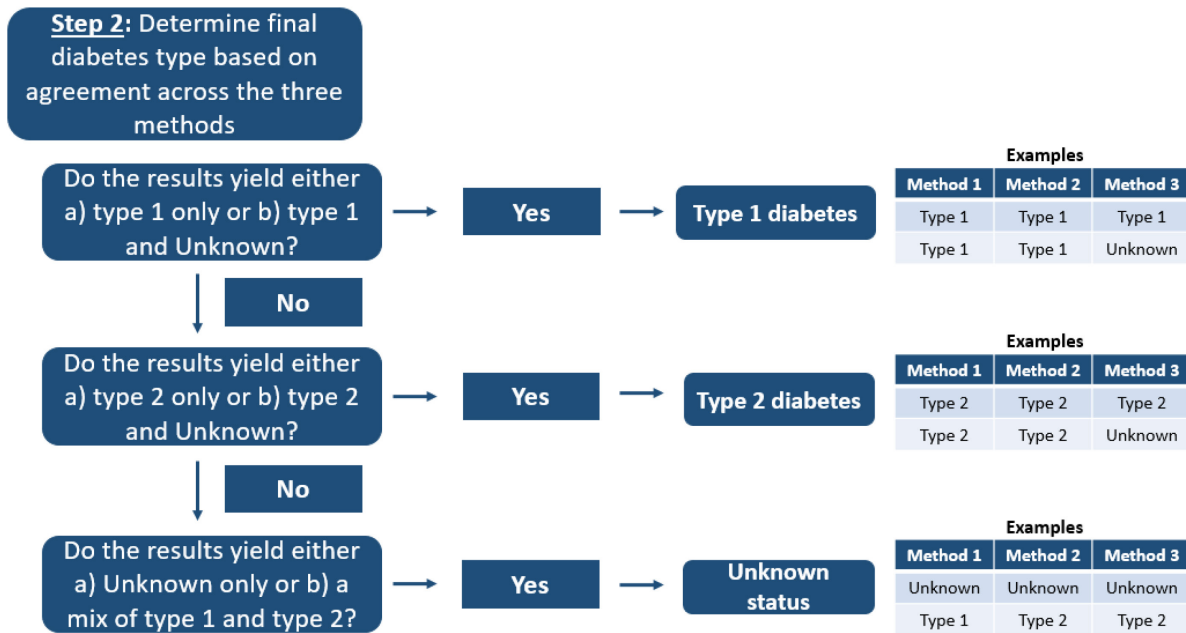 Step 2: Determine final
diabetes type based on
agreement across the three
methods
Do the results yield either
a) type 1 only or b) type 1
and Unknown?
Yes
Type 1 diabetes
Examples
Method 1 Method 2 Method 3
Type 1 Type 1 Type 1
Type 1 Type 1 Unknown
No
Do the results yield either
a) type 2 only or b) type 2
and Unknown?
Yes
Type 2 diabetes
Examples
Method 1 Method 2 Method 3
Type 2 Type 2 Type 2
Type 2 Type 2 Unknown
No
Do the results yield either
a) Unknown only or b) a
mix of type 1 and type 2?
Yes
Unknown
status
Examples
Method 1 Method 2 Method 3
Unknown Unknown Unknown
Type 1 Type 2 Type 2